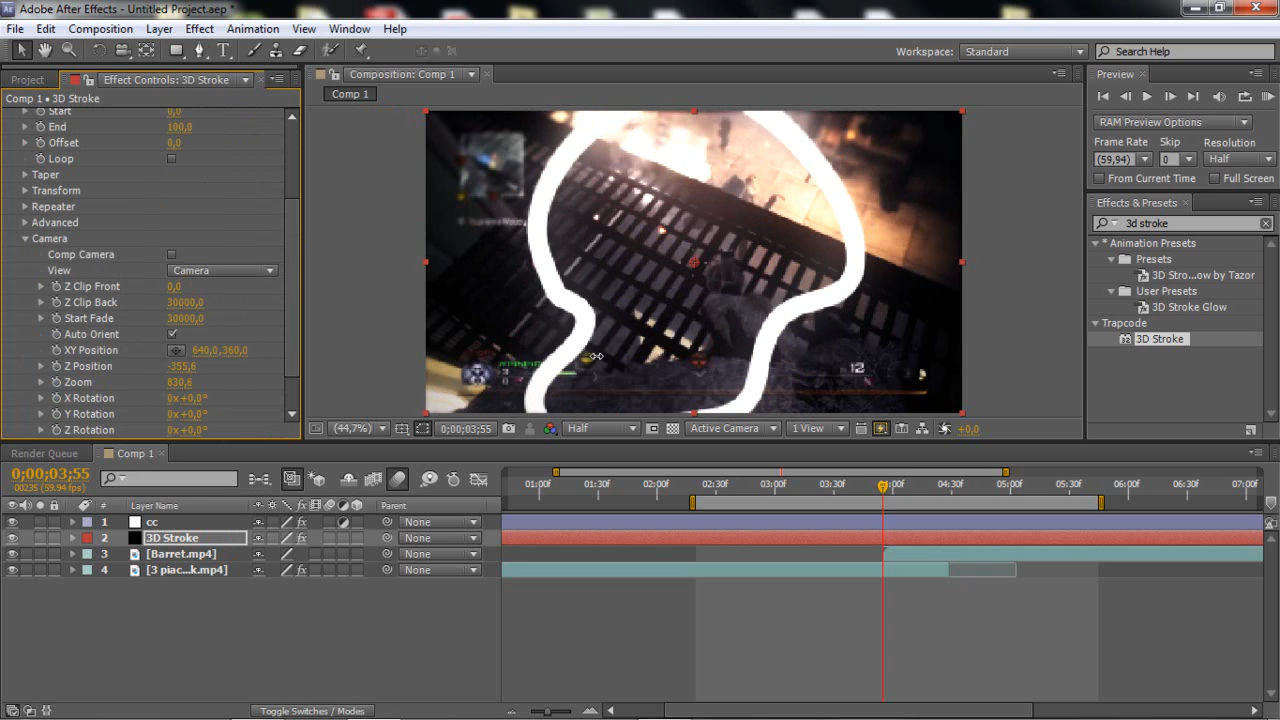 Adobe After Effects - Untitled Project.aep *
File Edit Composition Layer Effect Animation View Window Help
Workspace: Standard Search Help
Project Effect Controls: 3D Stroke
Comp 1 • 3D Stroke
Start 0,0
End 100,0
Offset 0,0
Loop
Taper
Transform
Repeater
Advanced
Camera
Comp Camera
View Camera
Z Clip Front 0,0
Z Clip Back 30000,0
Start Fade 30000,0
Auto Orient
XY Position 640,0,360,0
Z Position -355,6
Zoom 830,6
X Rotation 0x+0,0°
Y Rotation 0x+0,0°
Z Rotation 0x+0,0°
Composition: Comp 1
Comp 1
12
(44,7%) 0;00;03;55 Half Active Camera 1 View +0,0
Preview
RAM Preview Options
Frame Rate Skip Resolution
(59,94) 0 Half
From Current Time Full Screen
Effects & Presets
3d stroke
* Animation Presets
Presets
3D Stro...ow by Tazor
User Presets
3D Stroke Glow
Trapcode
3D Stroke
Render Queue Comp 1
0;00;03;55
00235 (59.94 fps)
01:00f 01:30f 02:00f 02:30f 03:00f 03:30f 04:00f 04:30f 05:00f 05:30f 06:00f 06:30f 07:00f
# Layer Name Parent
1 cc None
2 3D Stroke None
3 [Barret.mp4] None
4 [3 piac...k.mp4] None
Toggle Switches / Modes